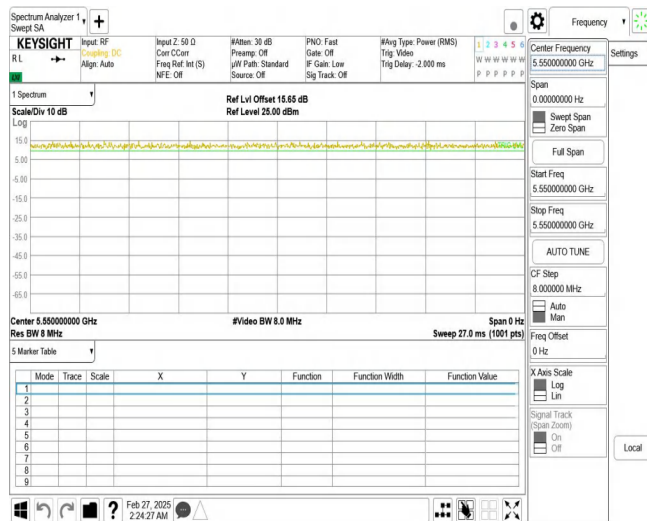 Spectrum Analyzer 1
Swept SA
Frequency
KEYSIGHT
RL
Input: RF
Coupling: DC
Align: Auto
Input Z: 50 Ω
Corr CCorr
Freq Ref: Int (S)
NFE: Off
#Atten: 30 dB
Preamp: Off
µW Path: Standard
Source: Off
PNO: Fast
Gate: Off
IF Gain: Low
Sig Track: Off
#Avg Type: Power (RMS)
Trig: Video
Trig Delay: -2.000 ms
1 2 3 4 5 6
W W W W W W
P P P P P P
1 Spectrum
Scale/Div 10 dB
Log
Ref Lvl Offset 15.65 dB
Ref Level 25.00 dBm
15.0
5.00
-5.00
-15.0
-25.0
-35.0
-45.0
-55.0
-65.0
Center 5.550000000 GHz
#Video BW 8.0 MHz
Span 0 Hz
Res BW 8 MHz
Sweep 27.0 ms (1001 pts)
5 Marker Table
Mode Trace Scale X Y Function Function Width Function Value
1
2
3
4
5
6
7
8
9
Feb 27, 2025
2:24:27 AM
Center Frequency
5.550000000 GHz
Span
0.00000000 Hz
Swept Span
Zero Span
Full Span
Start Freq
5.550000000 GHz
Stop Freq
5.550000000 GHz
AUTO TUNE
CF Step
8.000000 MHz
Auto
Man
Freq Offset
0 Hz
X Axis Scale
Log
Lin
Signal Track
(Span Zoom)
On
Off
Settings
Local